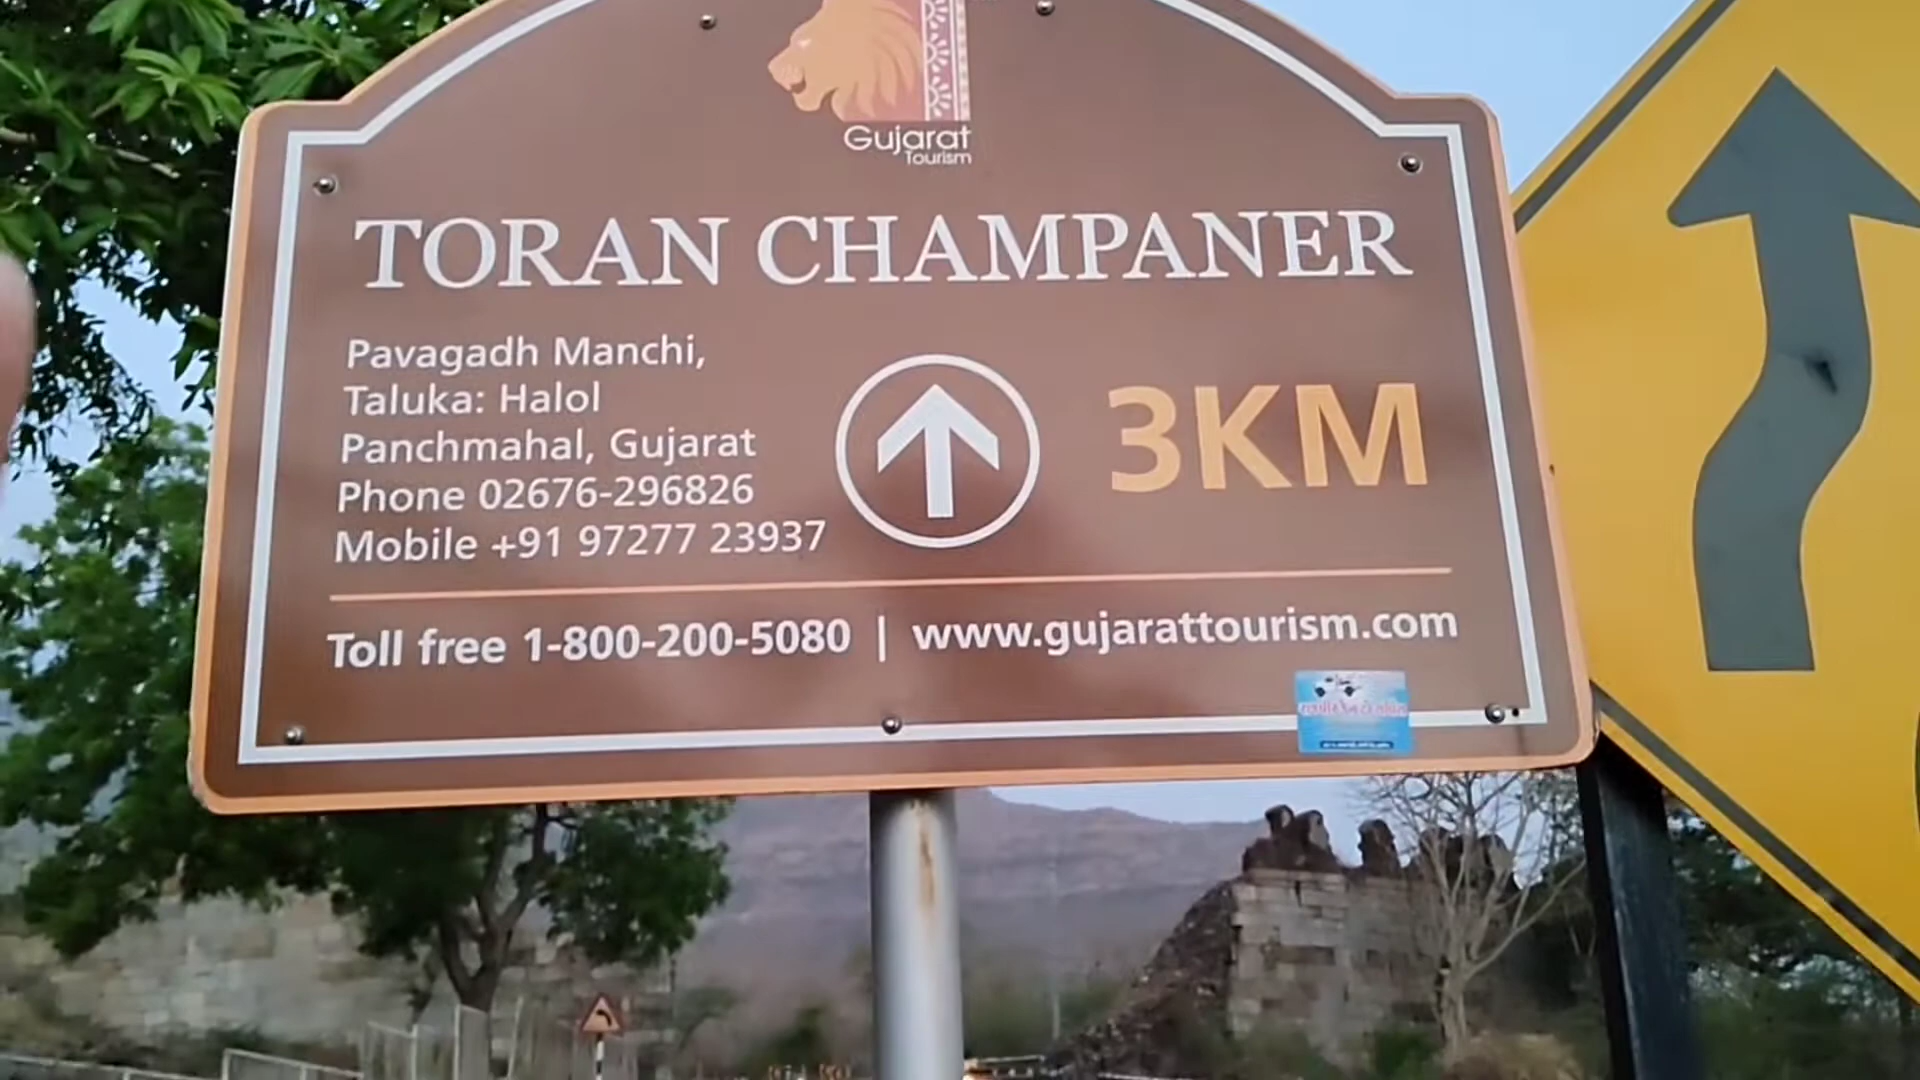 Gujarat
Tourism
TORAN CHAMPANER
Pavagadh Manchi,
Taluka: Halol
Panchmahal, Gujarat
Phone 02676-296826
Mobile +91 97277 23937
3KM
Toll free 1-800-200-5080 | www.gujarattourism.com